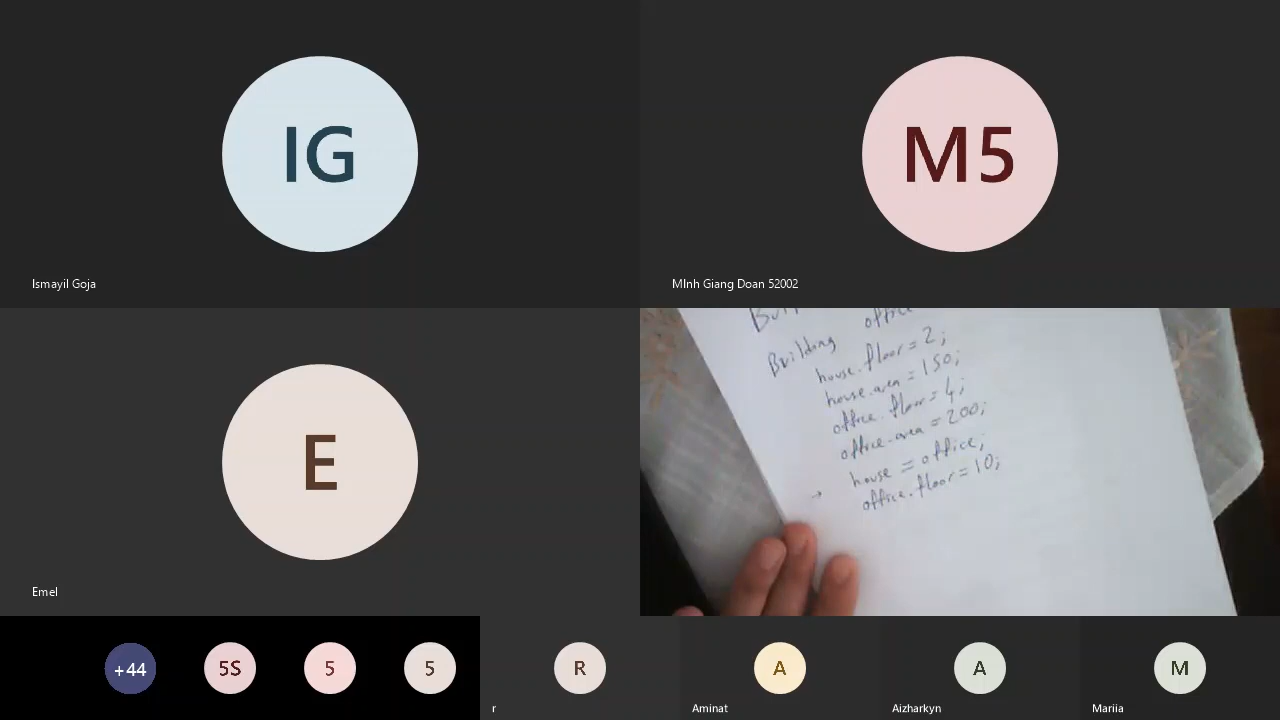 IG
Ismayil Goja
M5
MInh Giang Doan 52002
E
Emel
office
Building
house.floor = 2;
house.area = 150;
office.floor = 4;
office.area = 200;
house = office;
→ office.floor = 10;
+44
5S
5
5
R
r
A
Aminat
A
Aizharkyn
M
Mariia